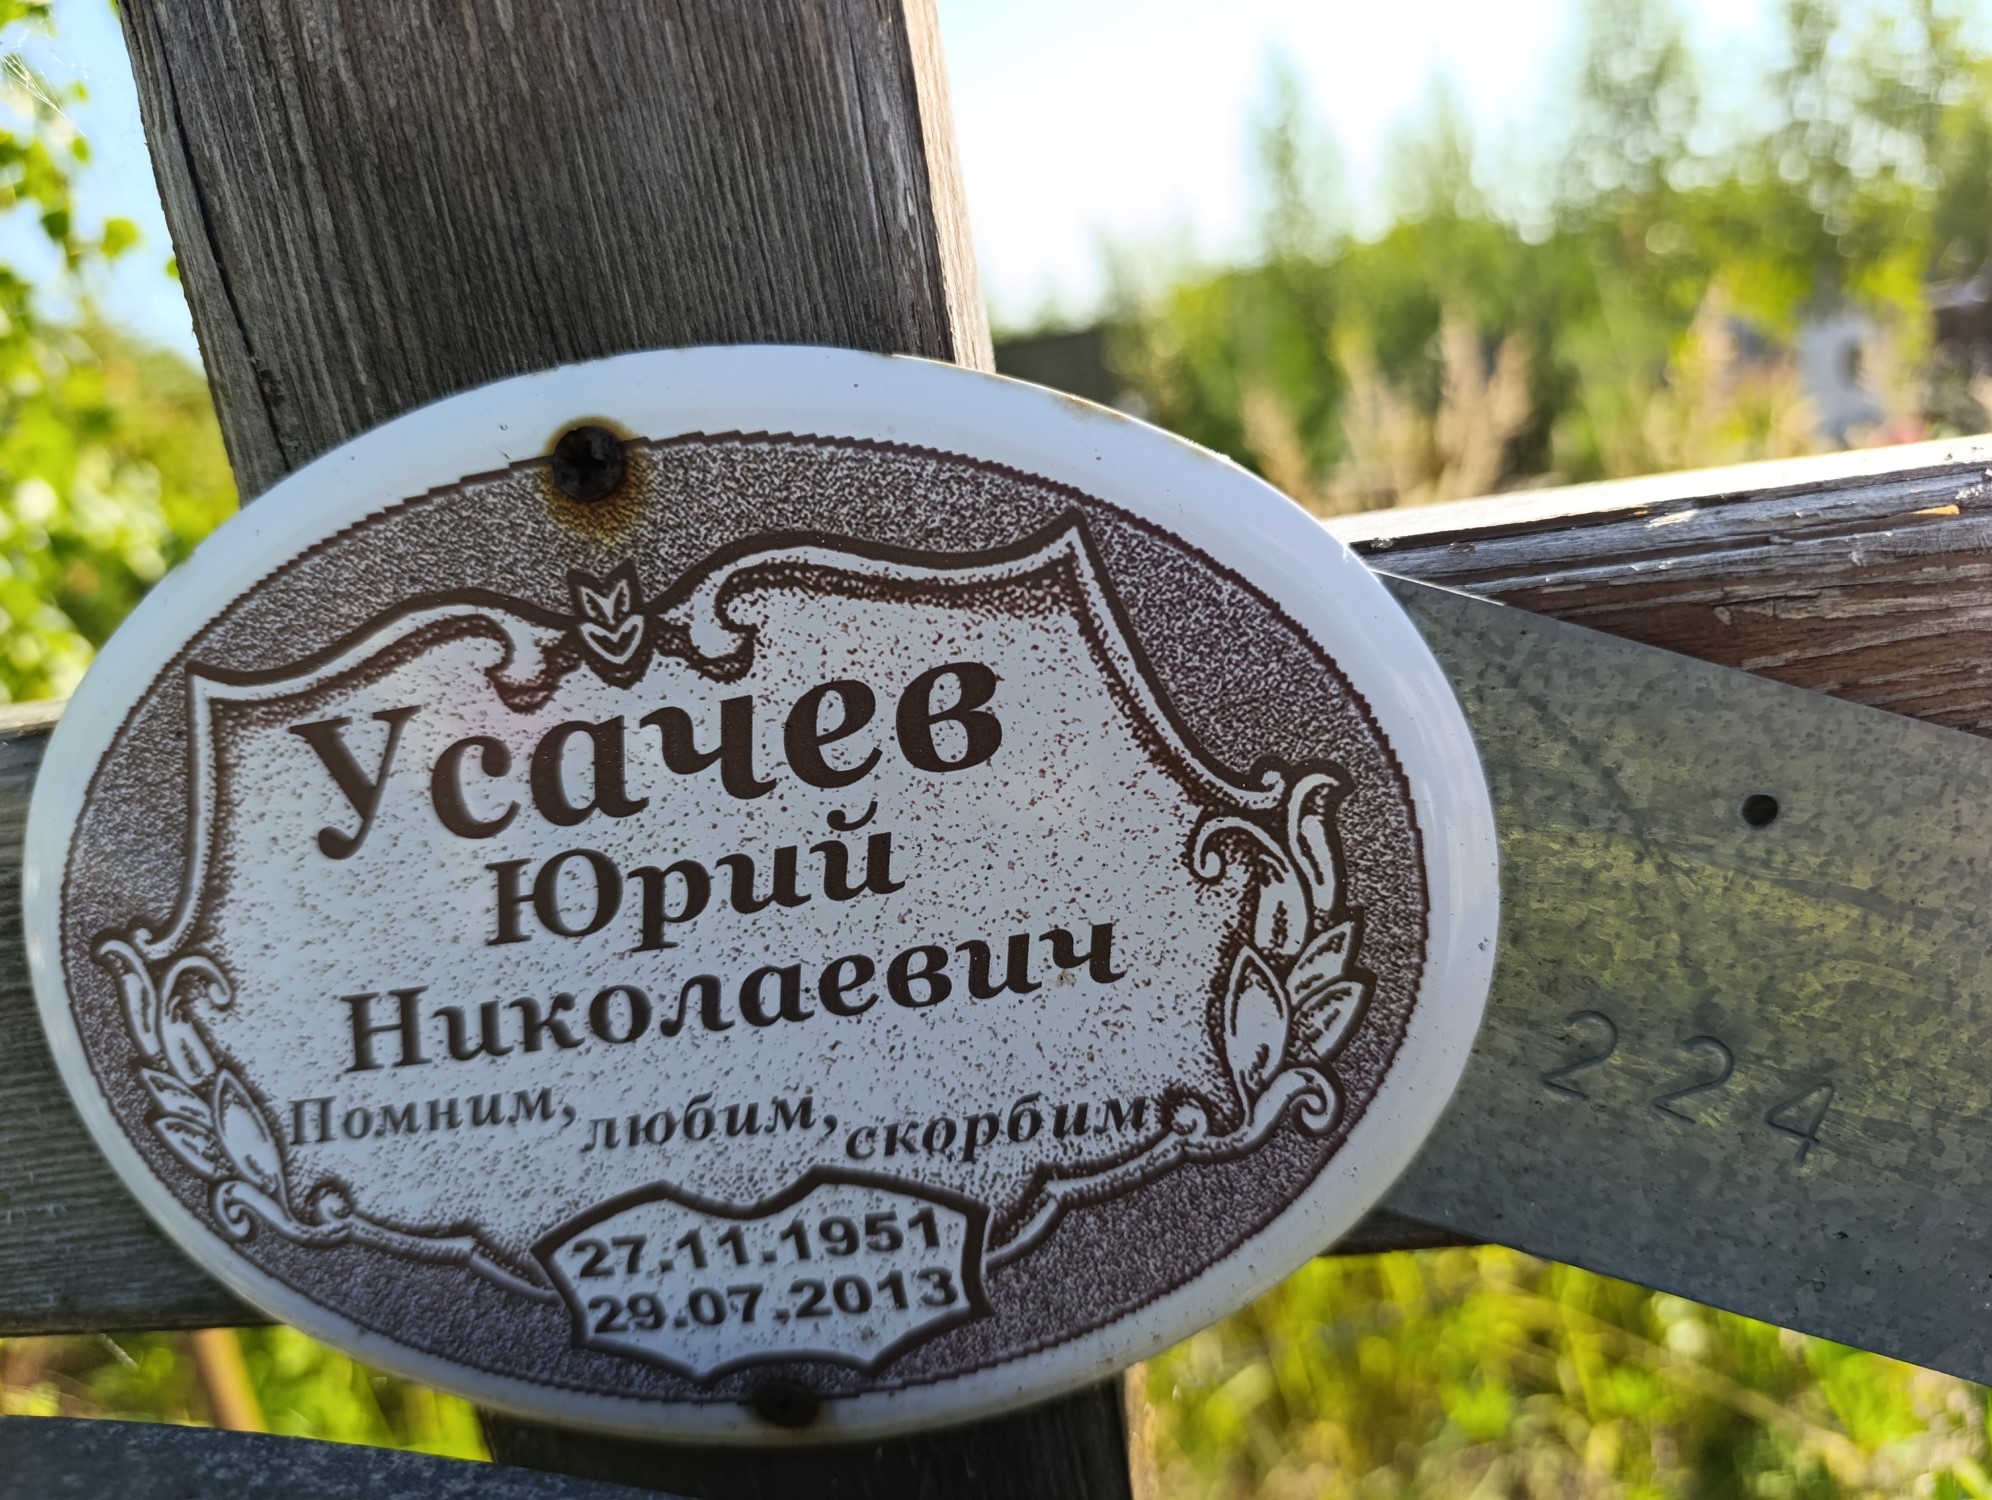 Усачев
Юрий
Николаевич
Помним, любим, скорбим
27.11.1951
29.07.2013
224